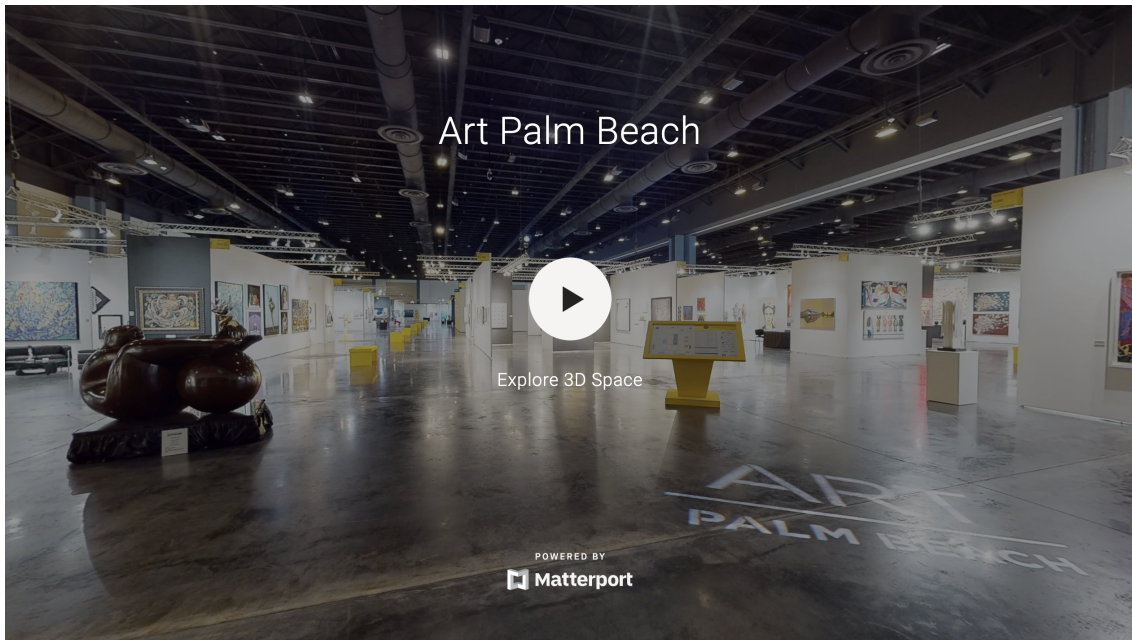 Art Palm Beach
Explore 3D Space
ART
PALM BEACH
POWERED BY
Matterport